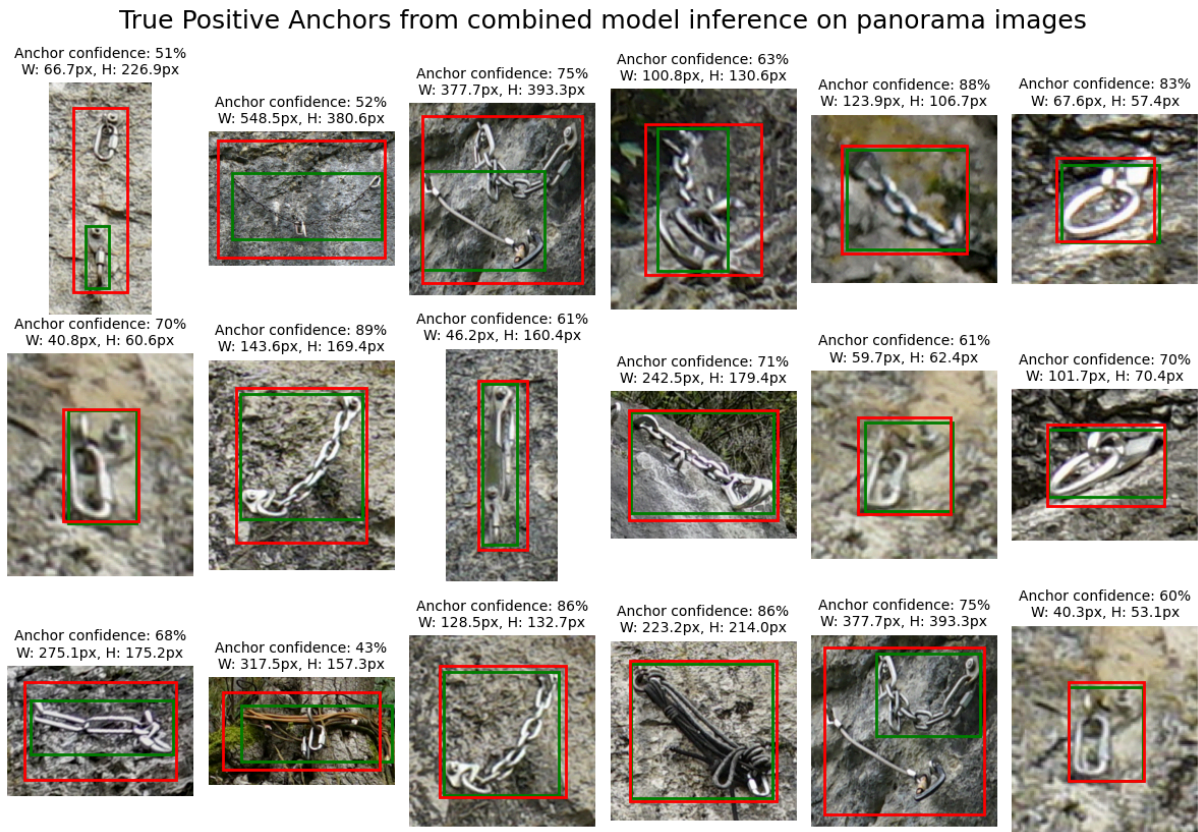 True Positive Anchors from combined model inference on panorama images
Anchor confidence: 51%
W: 66.7px, H: 226.9px
Anchor confidence: 52%
W: 548.5px, H: 380.6px
Anchor confidence: 75%
W: 377.7px, H: 393.3px
Anchor confidence: 63%
W: 100.8px, H: 130.6px
Anchor confidence: 88%
W: 123.9px, H: 106.7px
Anchor confidence: 83%
W: 67.6px, H: 57.4px
Anchor confidence: 70%
W: 40.8px, H: 60.6px
Anchor confidence: 89%
W: 143.6px, H: 169.4px
Anchor confidence: 61%
W: 46.2px, H: 160.4px
Anchor confidence: 71%
W: 242.5px, H: 179.4px
Anchor confidence: 61%
W: 59.7px, H: 62.4px
Anchor confidence: 70%
W: 101.7px, H: 70.4px
Anchor confidence: 68%
W: 275.1px, H: 175.2px
Anchor confidence: 43%
W: 317.5px, H: 157.3px
Anchor confidence: 86%
W: 128.5px, H: 132.7px
Anchor confidence: 86%
W: 223.2px, H: 214.0px
Anchor confidence: 75%
W: 377.7px, H: 393.3px
Anchor confidence: 60%
W: 40.3px, H: 53.1px